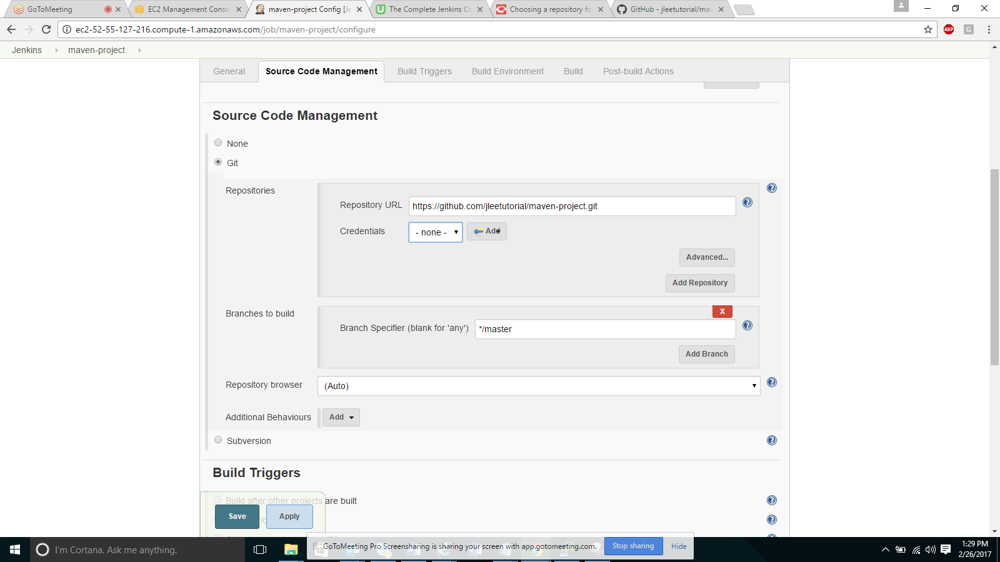 GoToMeeting
EC2 Management Conso
maven-project Config [Je
The Complete Jenkins Co
Choosing a repository fo
GitHub - jleetutorial/mav
ec2-52-55-127-216.compute-1.amazonaws.com/job/maven-project/configure
ABP
G
Jenkins
maven-project
General
Source Code Management
Build Triggers
Build Environment
Build
Post-build Actions
Source Code Management
None
Git
Repositories
Repository URL
https://github.com/jleetutorial/maven-project.git
Credentials
- none -
Add
Advanced...
Add Repository
Branches to build
X
Branch Specifier (blank for 'any')
*/master
Add Branch
Repository browser
(Auto)
Additional Behaviours
Add
Subversion
Build Triggers
Build after other projects are built
Save
Apply
I'm Cortana. Ask me anything.
GoToMeeting Pro Screensharing is sharing your screen with app.gotomeeting.com.
Stop sharing
Hide
1:29 PM
2/26/2017